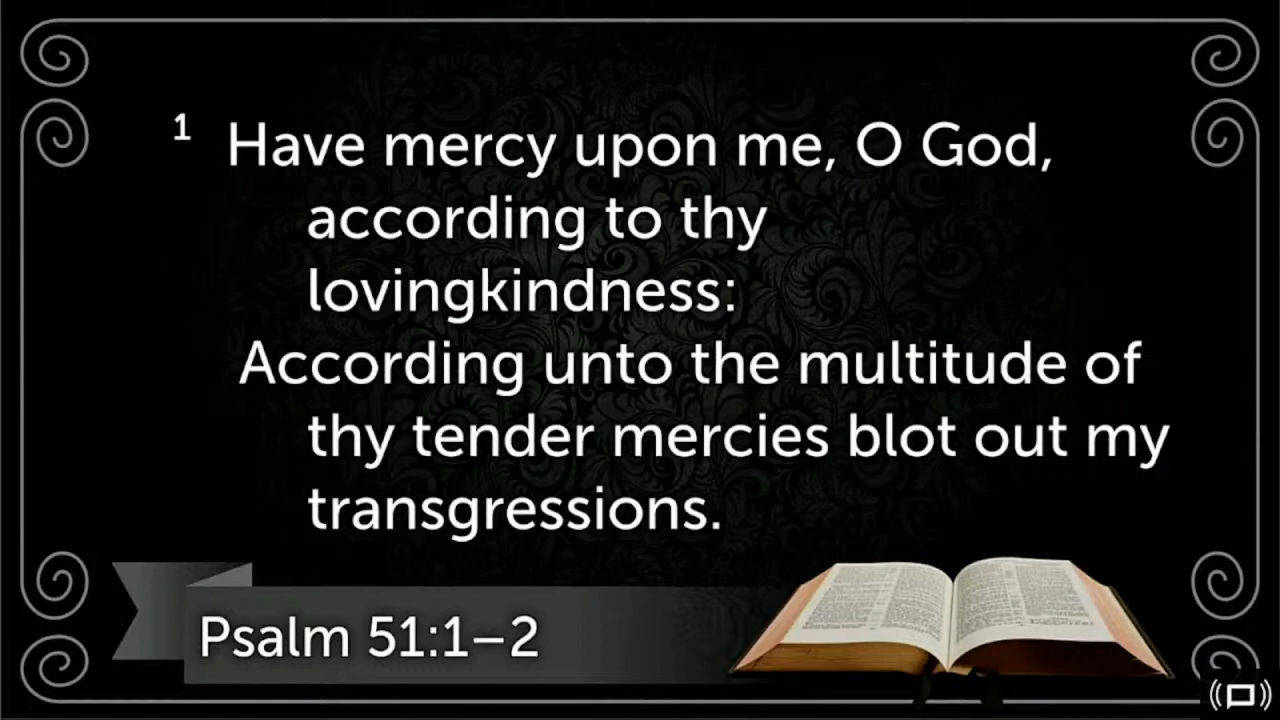 1 Have mercy upon me, O God,
according to thy
lovingkindness:
According unto the multitude of
thy tender mercies blot out my
transgressions.
Psalm 51:1–2